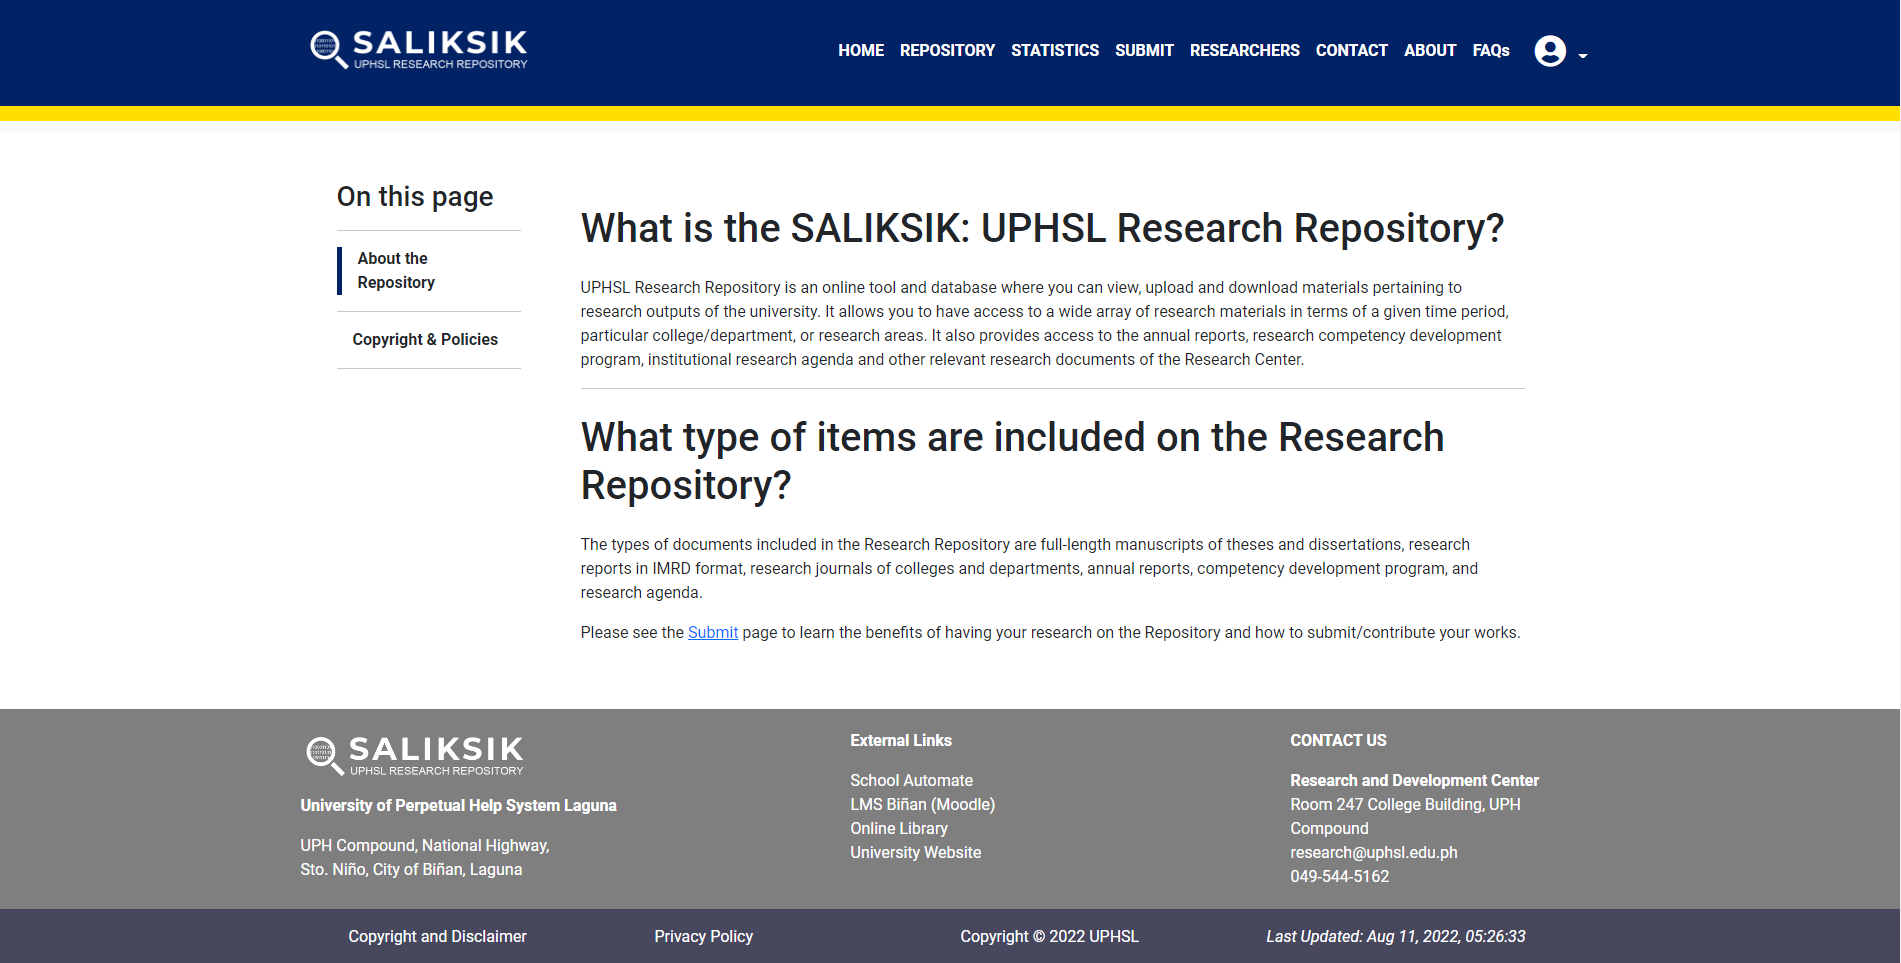 SALIKSIK
UPHSL RESEARCH REPOSITORY
HOME REPOSITORY STATISTICS SUBMIT RESEARCHERS CONTACT ABOUT FAQs
On this page
About the
Repository
Copyright & Policies
What is the SALIKSIK: UPHSL Research Repository?
UPHSL Research Repository is an online tool and database where you can view, upload and download materials pertaining to
research outputs of the university. It allows you to have access to a wide array of research materials in terms of a given time period,
particular college/department, or research areas. It also provides access to the annual reports, research competency development
program, institutional research agenda and other relevant research documents of the Research Center.
What type of items are included on the Research
Repository?
The types of documents included in the Research Repository are full-length manuscripts of theses and dissertations, research
reports in IMRD format, research journals of colleges and departments, annual reports, competency development program, and
research agenda.
Please see the Submit page to learn the benefits of having your research on the Repository and how to submit/contribute your works.
SALIKSIK
UPHSL RESEARCH REPOSITORY
University of Perpetual Help System Laguna
UPH Compound, National Highway,
Sto. Niño, City of Biñan, Laguna
External Links
School Automate
LMS Biñan (Moodle)
Online Library
University Website
CONTACT US
Research and Development Center
Room 247 College Building, UPH
Compound
research@uphsl.edu.ph
049-544-5162
Copyright and Disclaimer
Privacy Policy
Copyright © 2022 UPHSL
Last Updated: Aug 11, 2022, 05:26:33